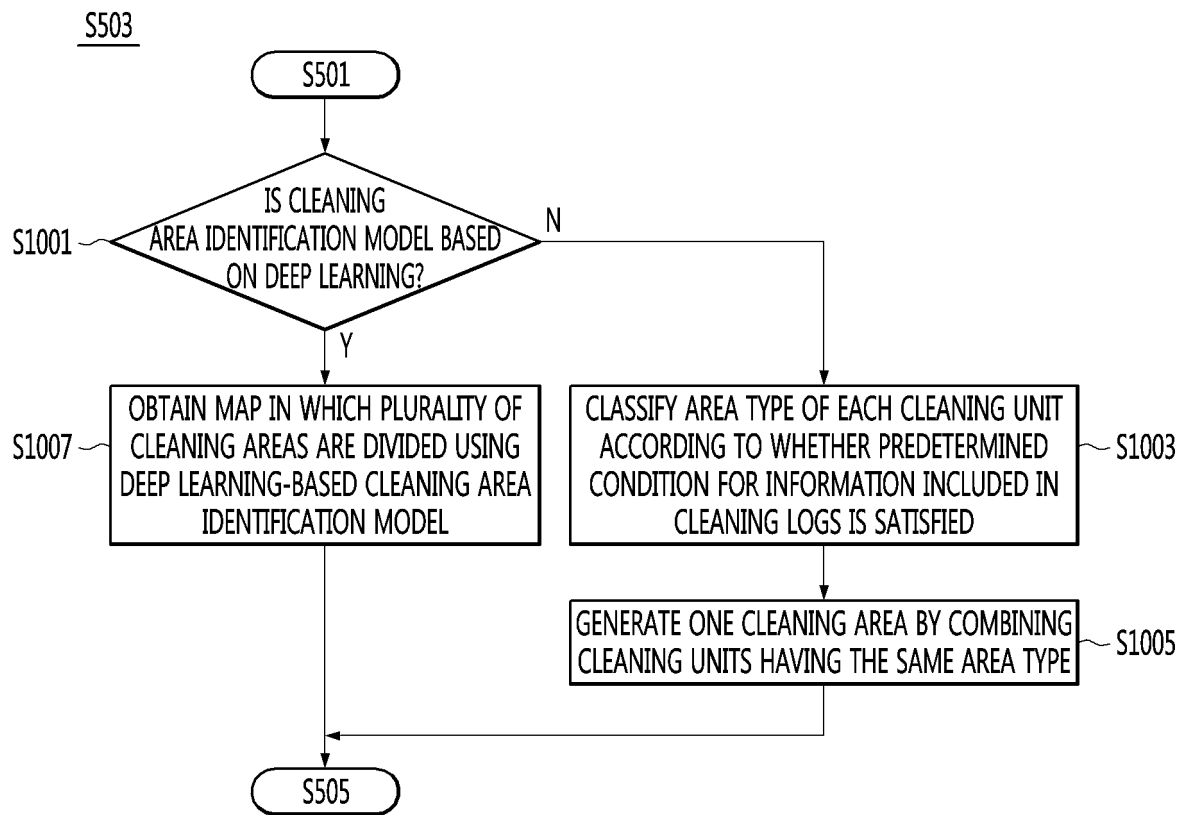 S503
S501
IS CLEANING
AREA IDENTIFICATION MODEL BASED
ON DEEP LEARNING?
S1001
N
Y
OBTAIN MAP IN WHICH PLURALITY OF
CLEANING AREAS ARE DIVIDED USING
DEEP LEARNING-BASED CLEANING AREA
IDENTIFICATION MODEL
S1007
CLASSIFY AREA TYPE OF EACH CLEANING UNIT
ACCORDING TO WHETHER PREDETERMINED
CONDITION FOR INFORMATION INCLUDED IN
CLEANING LOGS IS SATISFIED
S1003
GENERATE ONE CLEANING AREA BY COMBINING
CLEANING UNITS HAVING THE SAME AREA TYPE
S1005
S505